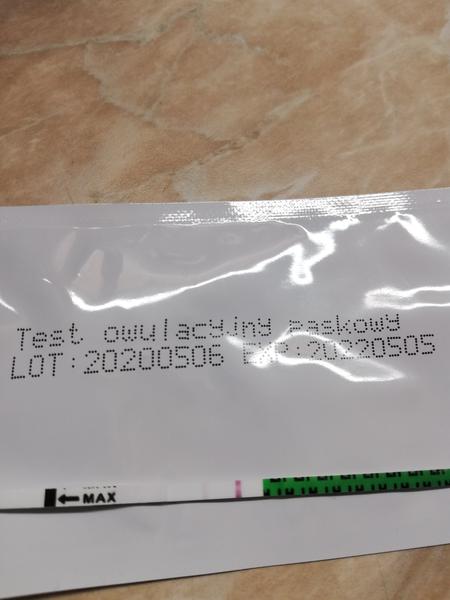 Test owulacyjny paskowy
LOT:20200506 EXP:20220505
MAX